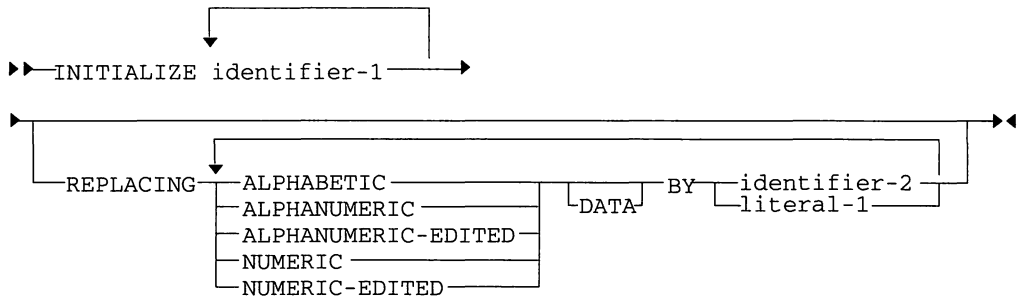 INITIALIZE identifier-1
REPLACING ALPHABETIC BY identifier-2
ALPHANUMERIC DATA literal-1
ALPHANUMERIC-EDITED
NUMERIC
NUMERIC-EDITED